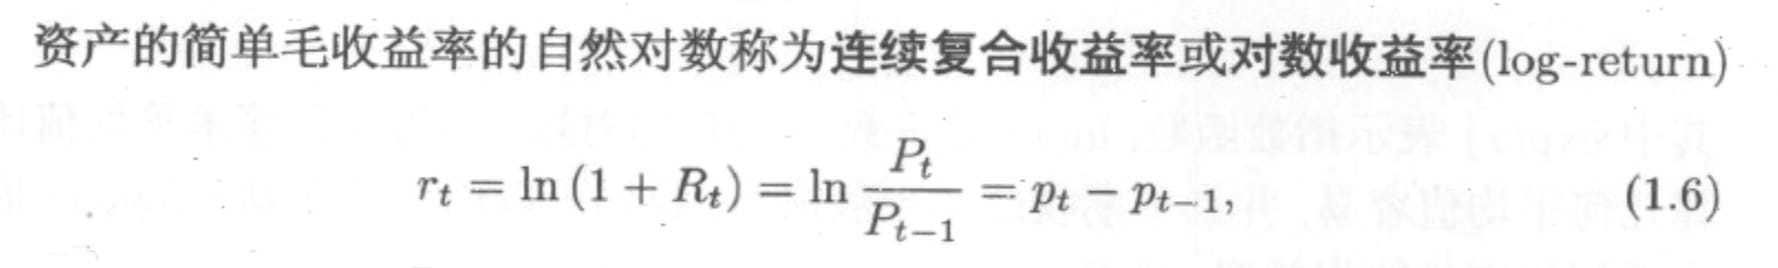 资产的简单毛收益率的自然对数称为连续复合收益率或对数收益率(log-return)
r_t = ln (1 + R_t) = ln \frac{P_t}{P_{t-1}} = p_t − p_{t−1}, (1.6)